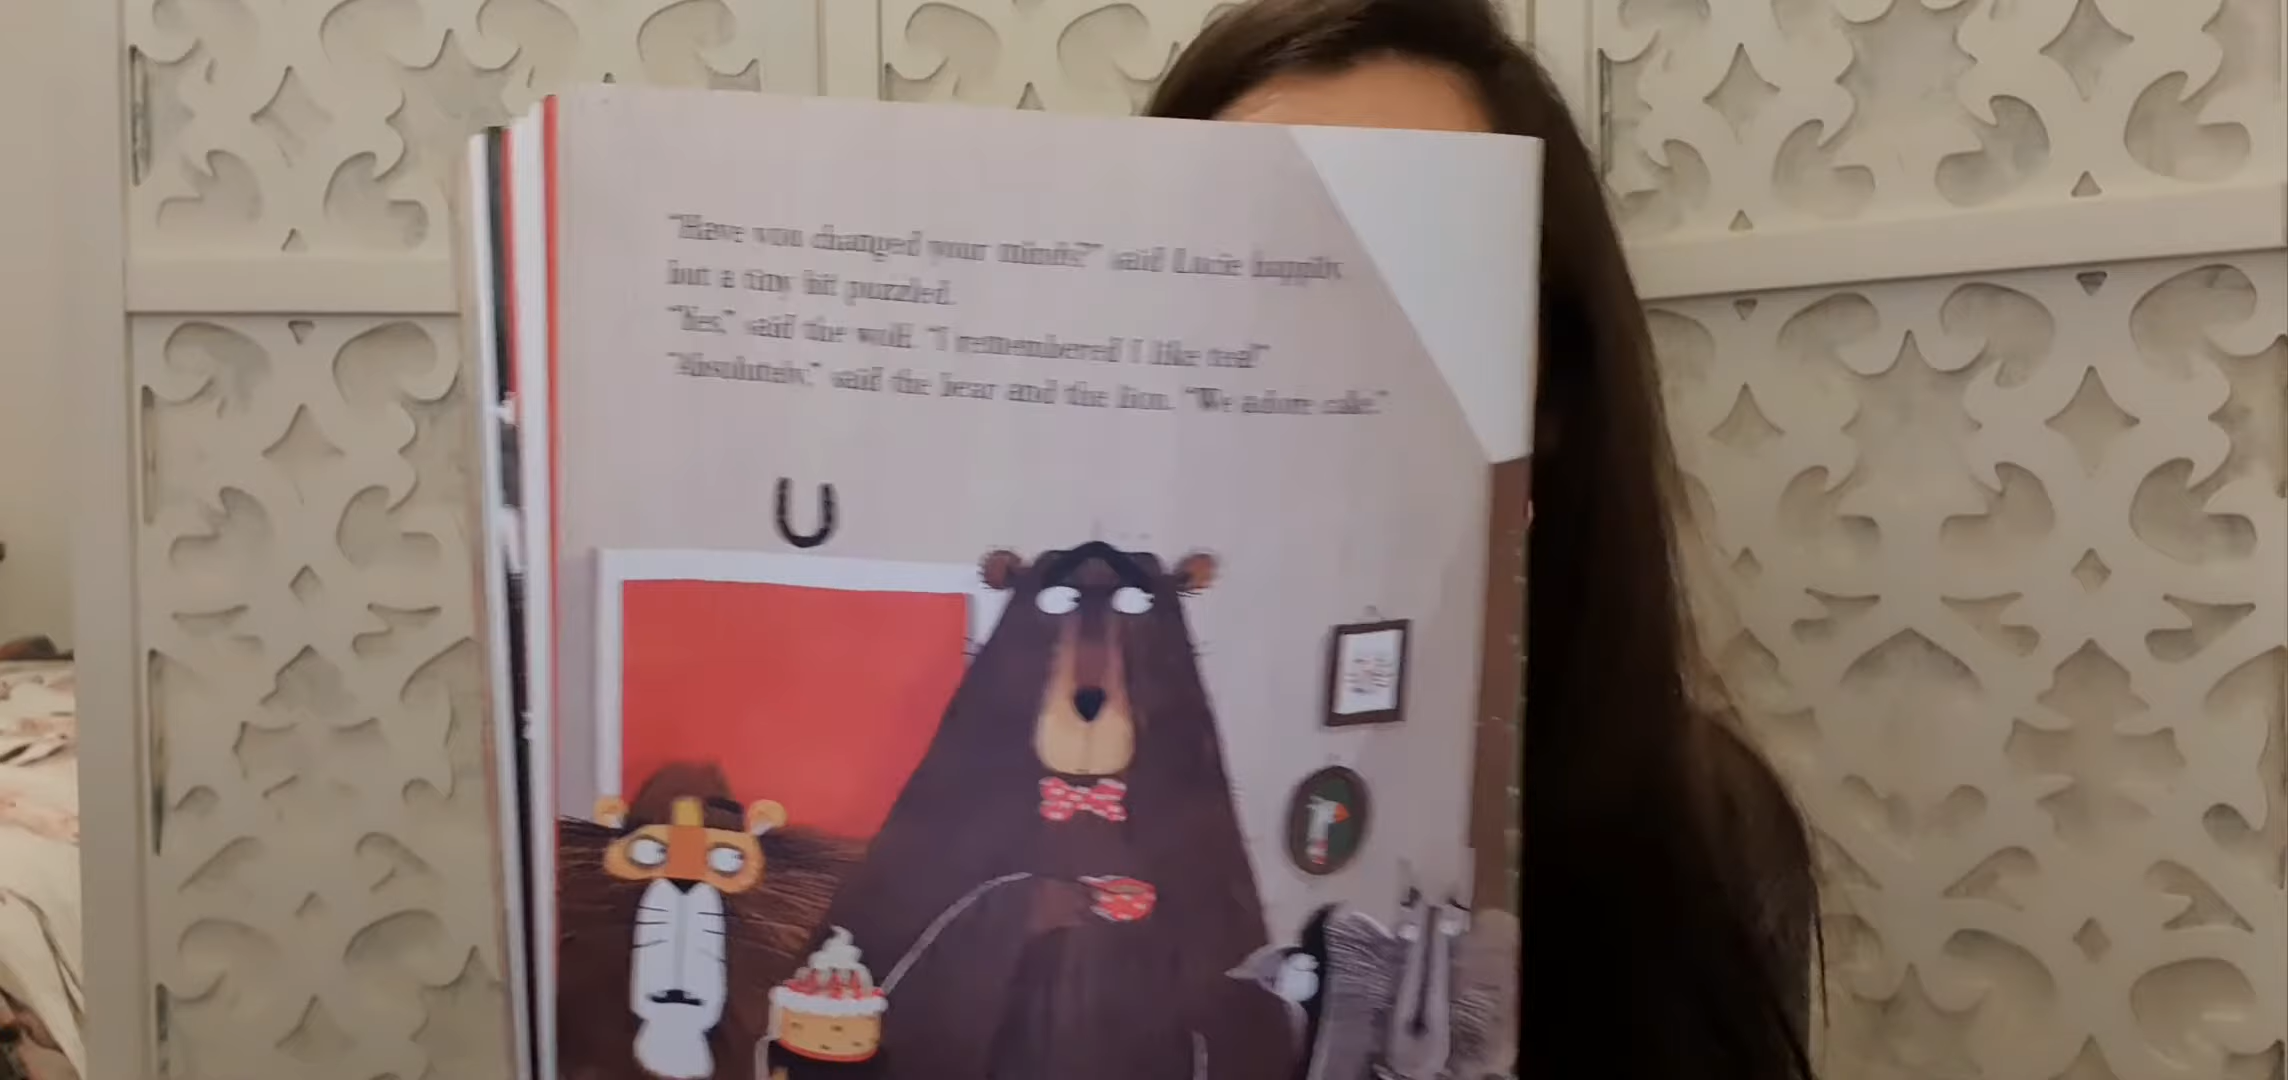 "Have you changed your minds?" said Lucie happily,
but a tiny bit puzzled.
"Yes," said the wolf. "I remembered I like tea!"
"Absolutely," said the bear and the lion. "We adore cake."